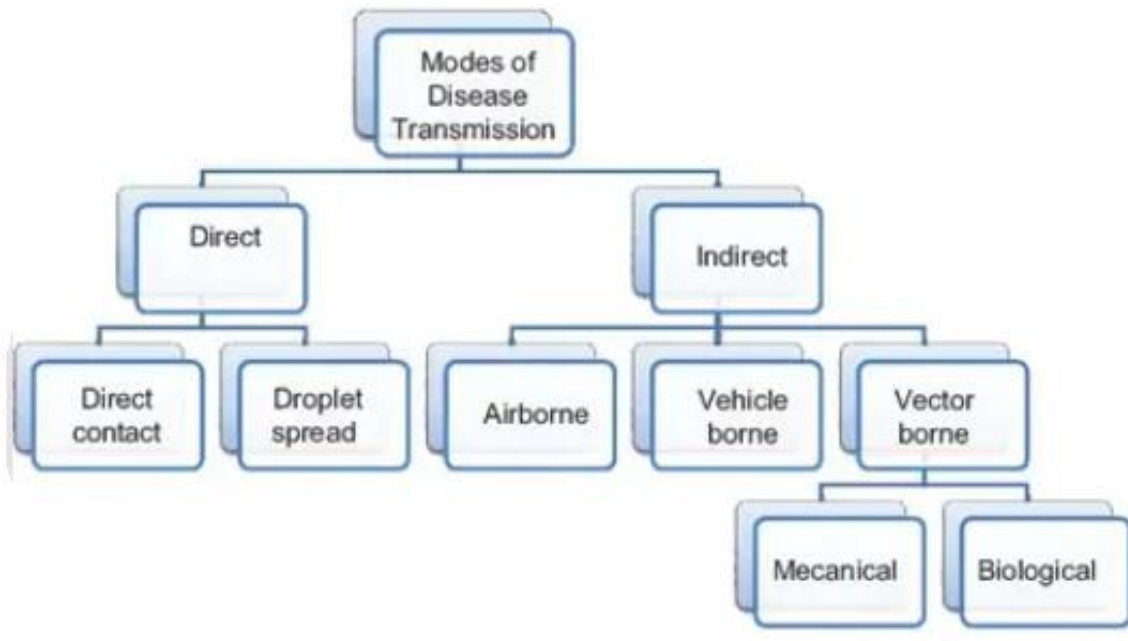 Modes of
Disease
Transmission
Direct
Indirect
Direct
contact
Droplet
spread
Airborne
Vehicle
borne
Vector
borne
Mecanical
Biological